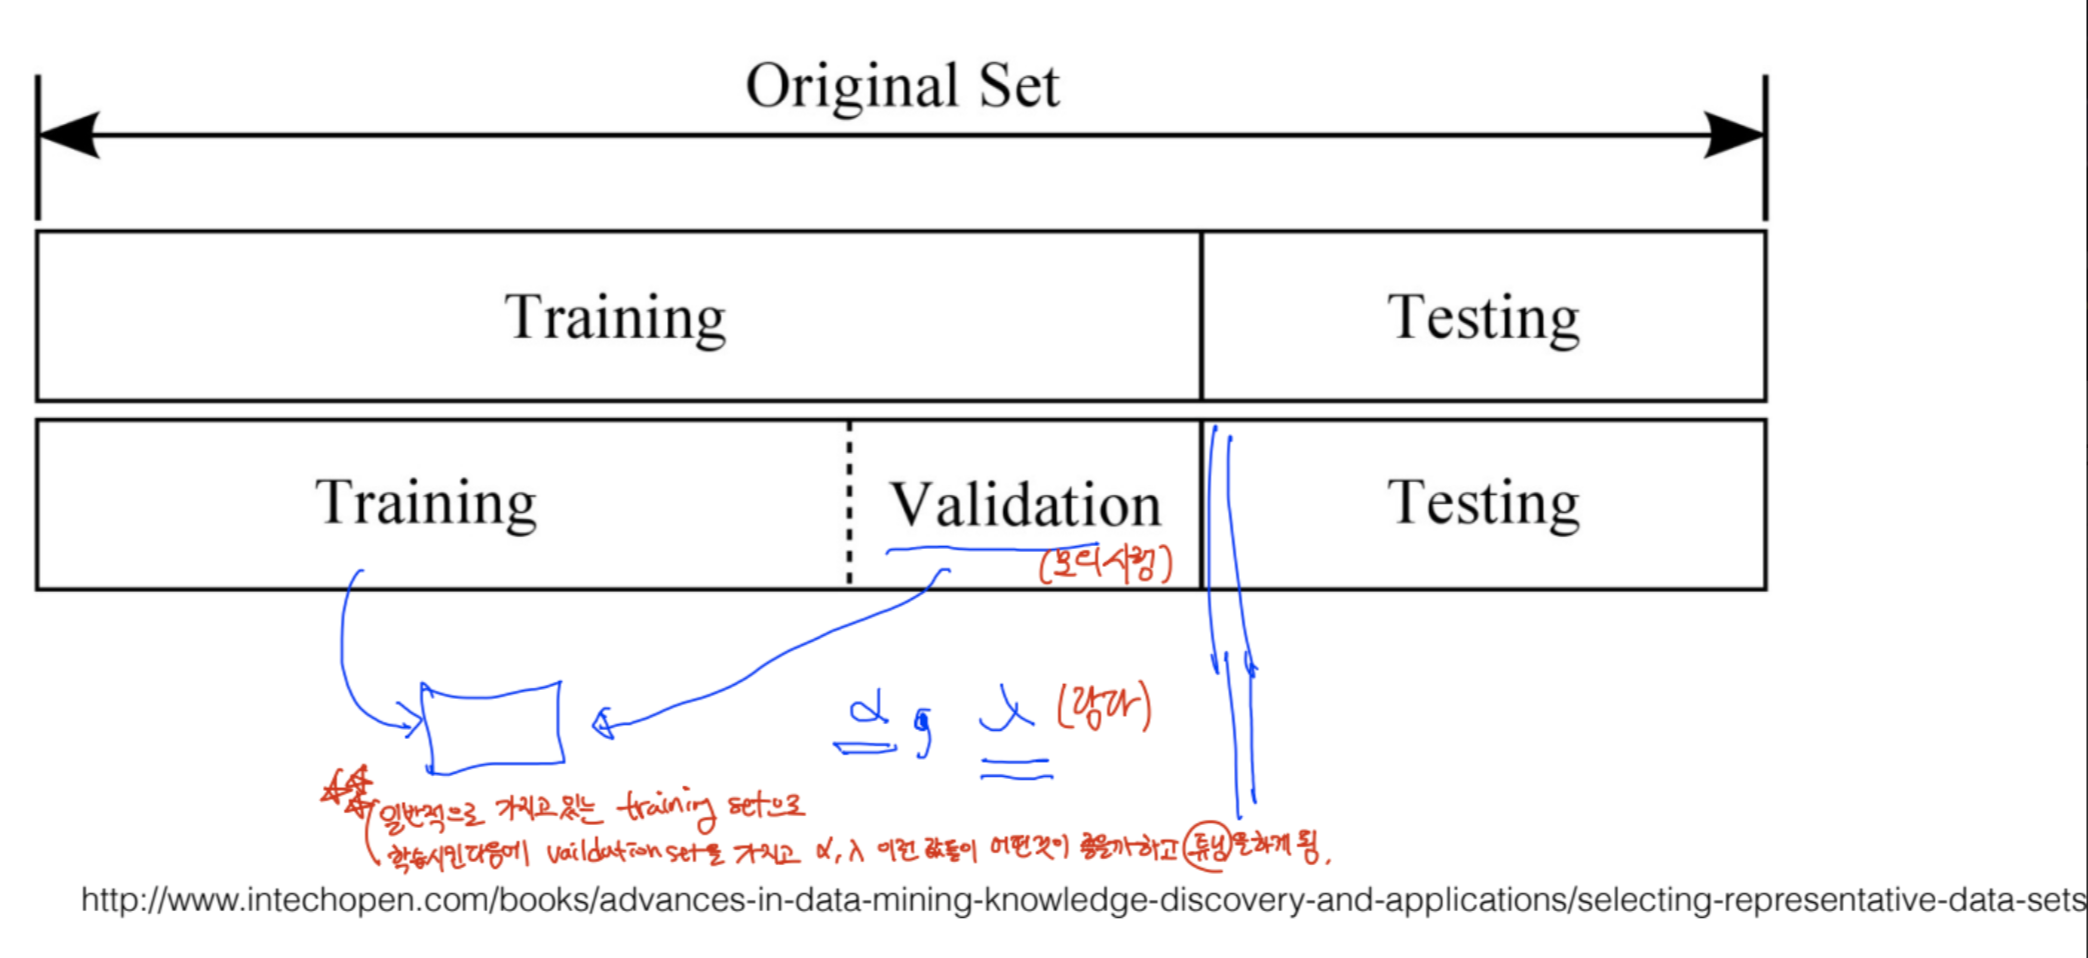 Original Set
Training
Testing
Training
Validation
Testing
(모의시험)
α, λ (람다)
일반적으로 가지고 있는 training set으로
학습시킨다음에 vaildation set을 가지고 α, λ 이런 값들이 어떤것이 좋을까하고 튜닝을하게 됨.
http://www.intechopen.com/books/advances-in-data-mining-knowledge-discovery-and-applications/selecting-representative-data-sets